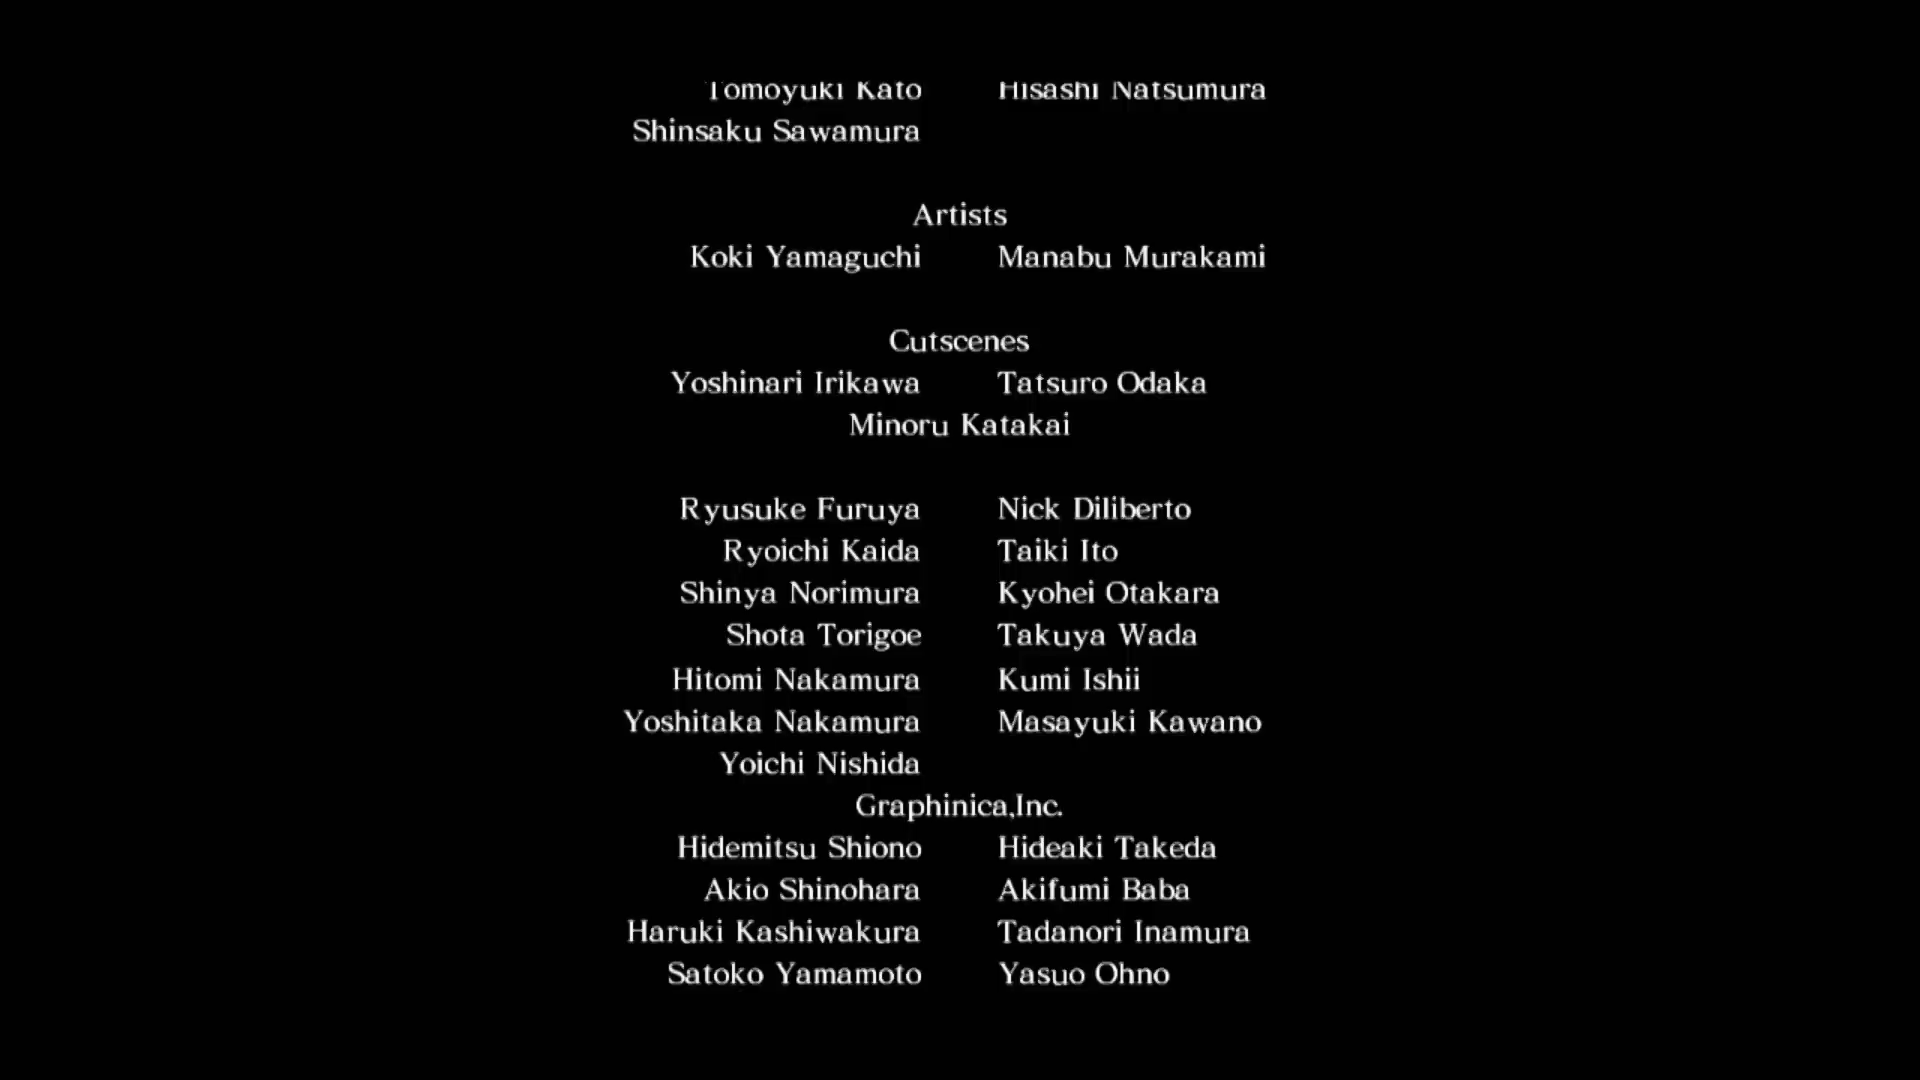 Tomoyuki Kato Hisashi Natsumura
Shinsaku Sawamura
Artists
Koki Yamaguchi Manabu Murakami
Cutscenes
Yoshinari Irikawa Tatsuro Odaka
Minoru Katakai
Ryusuke Furuya Nick Diliberto
Ryoichi Kaida Taiki Ito
Shinya Norimura Kyohei Otakara
Shota Torigoe Takuya Wada
Hitomi Nakamura Kumi Ishii
Yoshitaka Nakamura Masayuki Kawano
Yoichi Nishida
Graphinica,Inc.
Hidemitsu Shiono Hideaki Takeda
Akio Shinohara Akifumi Baba
Haruki Kashiwakura Tadanori Inamura
Satoko Yamamoto Yasuo Ohno